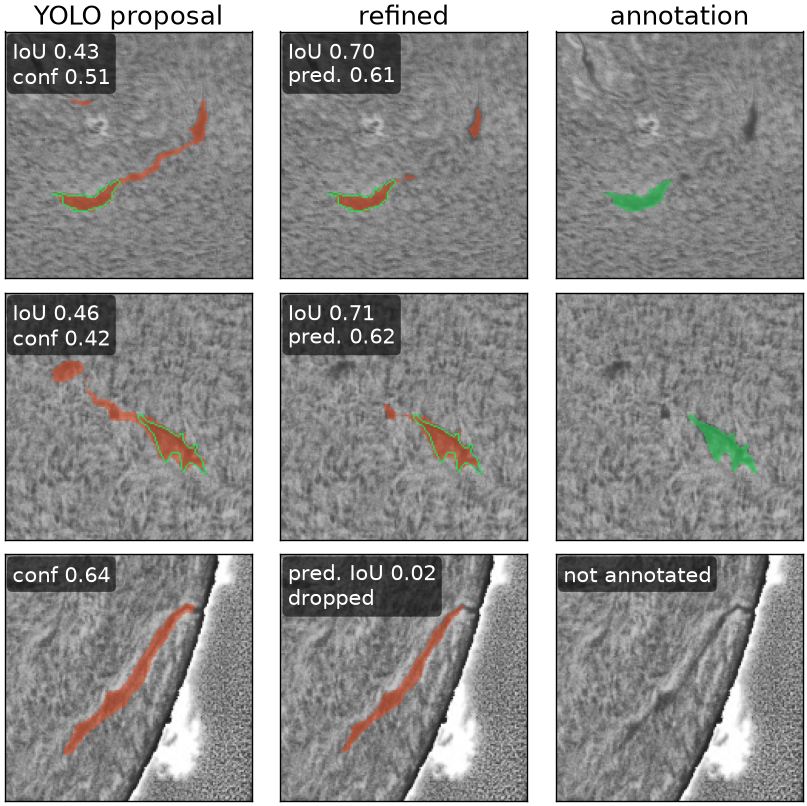 YOLO proposal
refined
annotation
IoU 0.43
conf 0.51
IoU 0.70
pred. 0.61
IoU 0.46
conf 0.42
IoU 0.71
pred. 0.62
conf 0.64
pred. IoU 0.02
dropped
not annotated